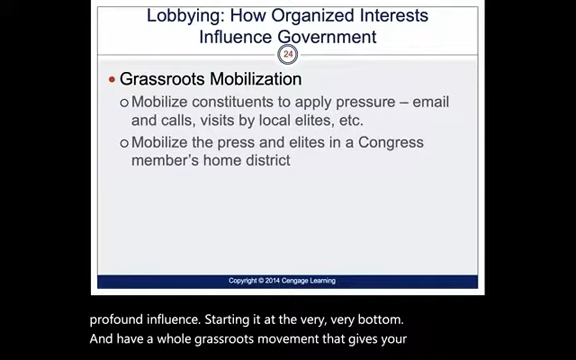 Lobbying: How Organized Interests
Influence Government
24
• Grassroots Mobilization
o Mobilize constituents to apply pressure – email
and calls, visits by local elites, etc.
o Mobilize the press and elites in a Congress
member's home district
Copyright © 2014 Cengage Learning
profound influence. Starting it at the very, very bottom.
And have a whole grassroots movement that gives your